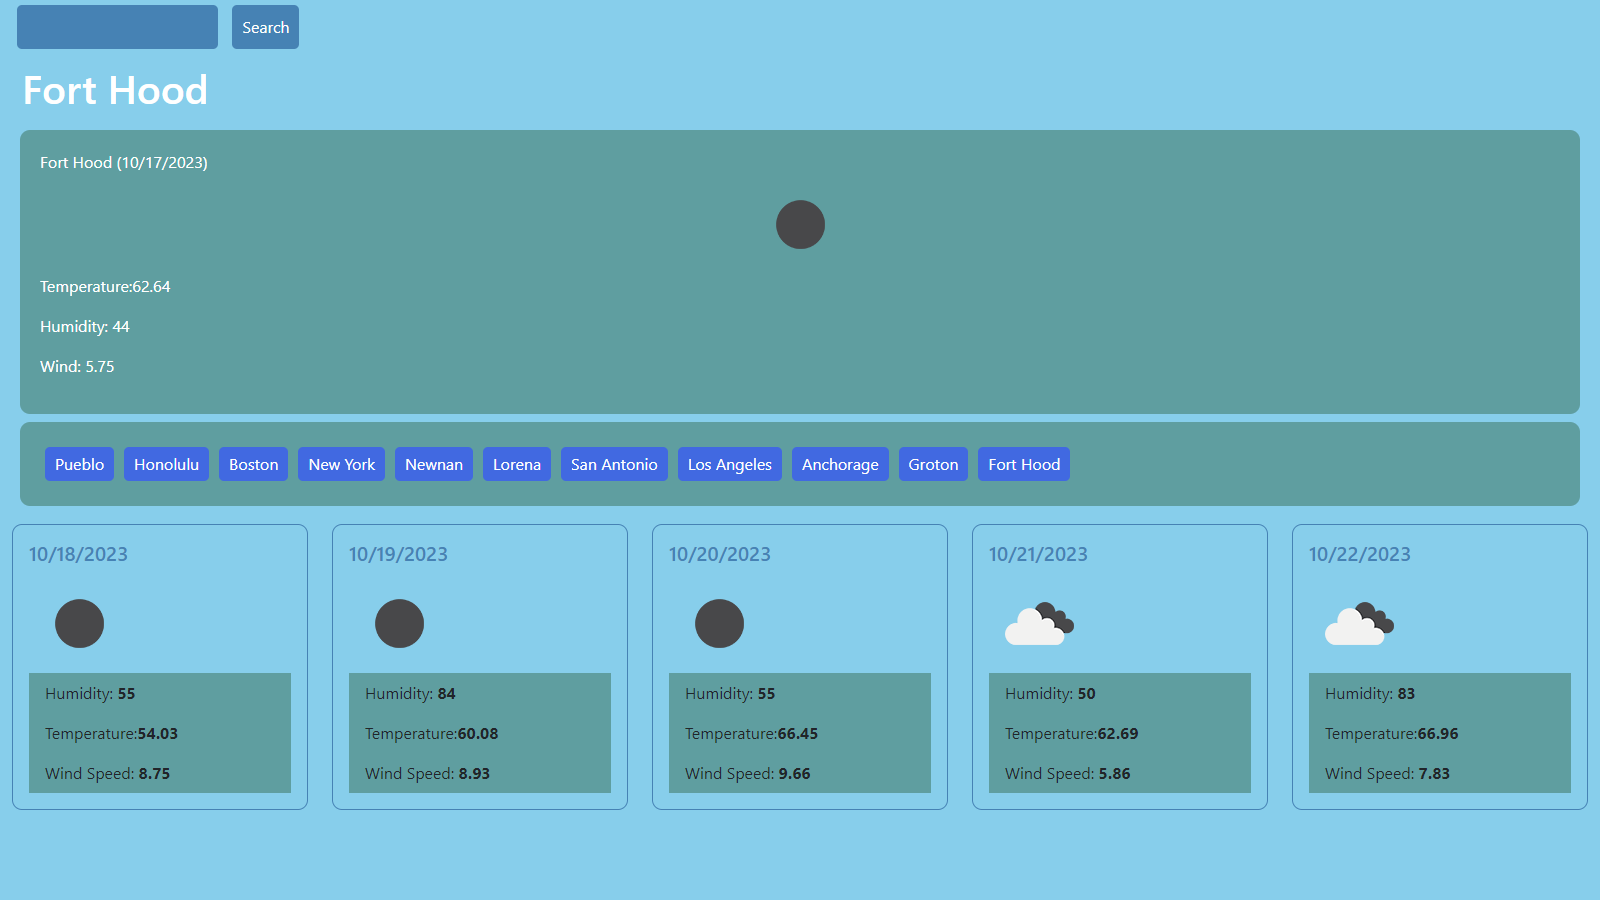 Search
Fort Hood
Fort Hood (10/17/2023)
Temperature:62.64
Humidity: 44
Wind: 5.75
Pueblo Honolulu Boston New York Newnan Lorena San Antonio Los Angeles Anchorage Groton Fort Hood
10/18/2023
Humidity: 55
Temperature:54.03
Wind Speed: 8.75
10/19/2023
Humidity: 84
Temperature:60.08
Wind Speed: 8.93
10/20/2023
Humidity: 55
Temperature:66.45
Wind Speed: 9.66
10/21/2023
Humidity: 50
Temperature:62.69
Wind Speed: 5.86
10/22/2023
Humidity: 83
Temperature:66.96
Wind Speed: 7.83